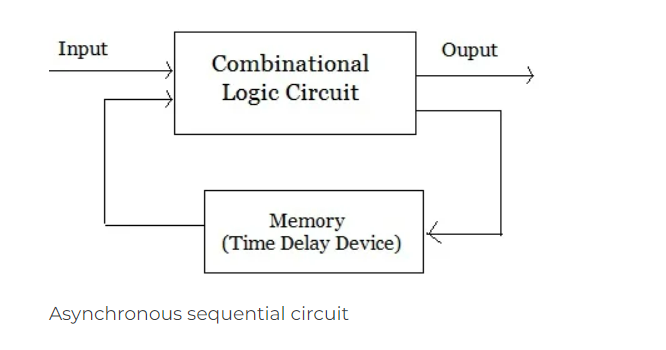 Input
Combinational
Logic Circuit
Ouput
Memory
(Time Delay Device)
Asynchronous sequential circuit